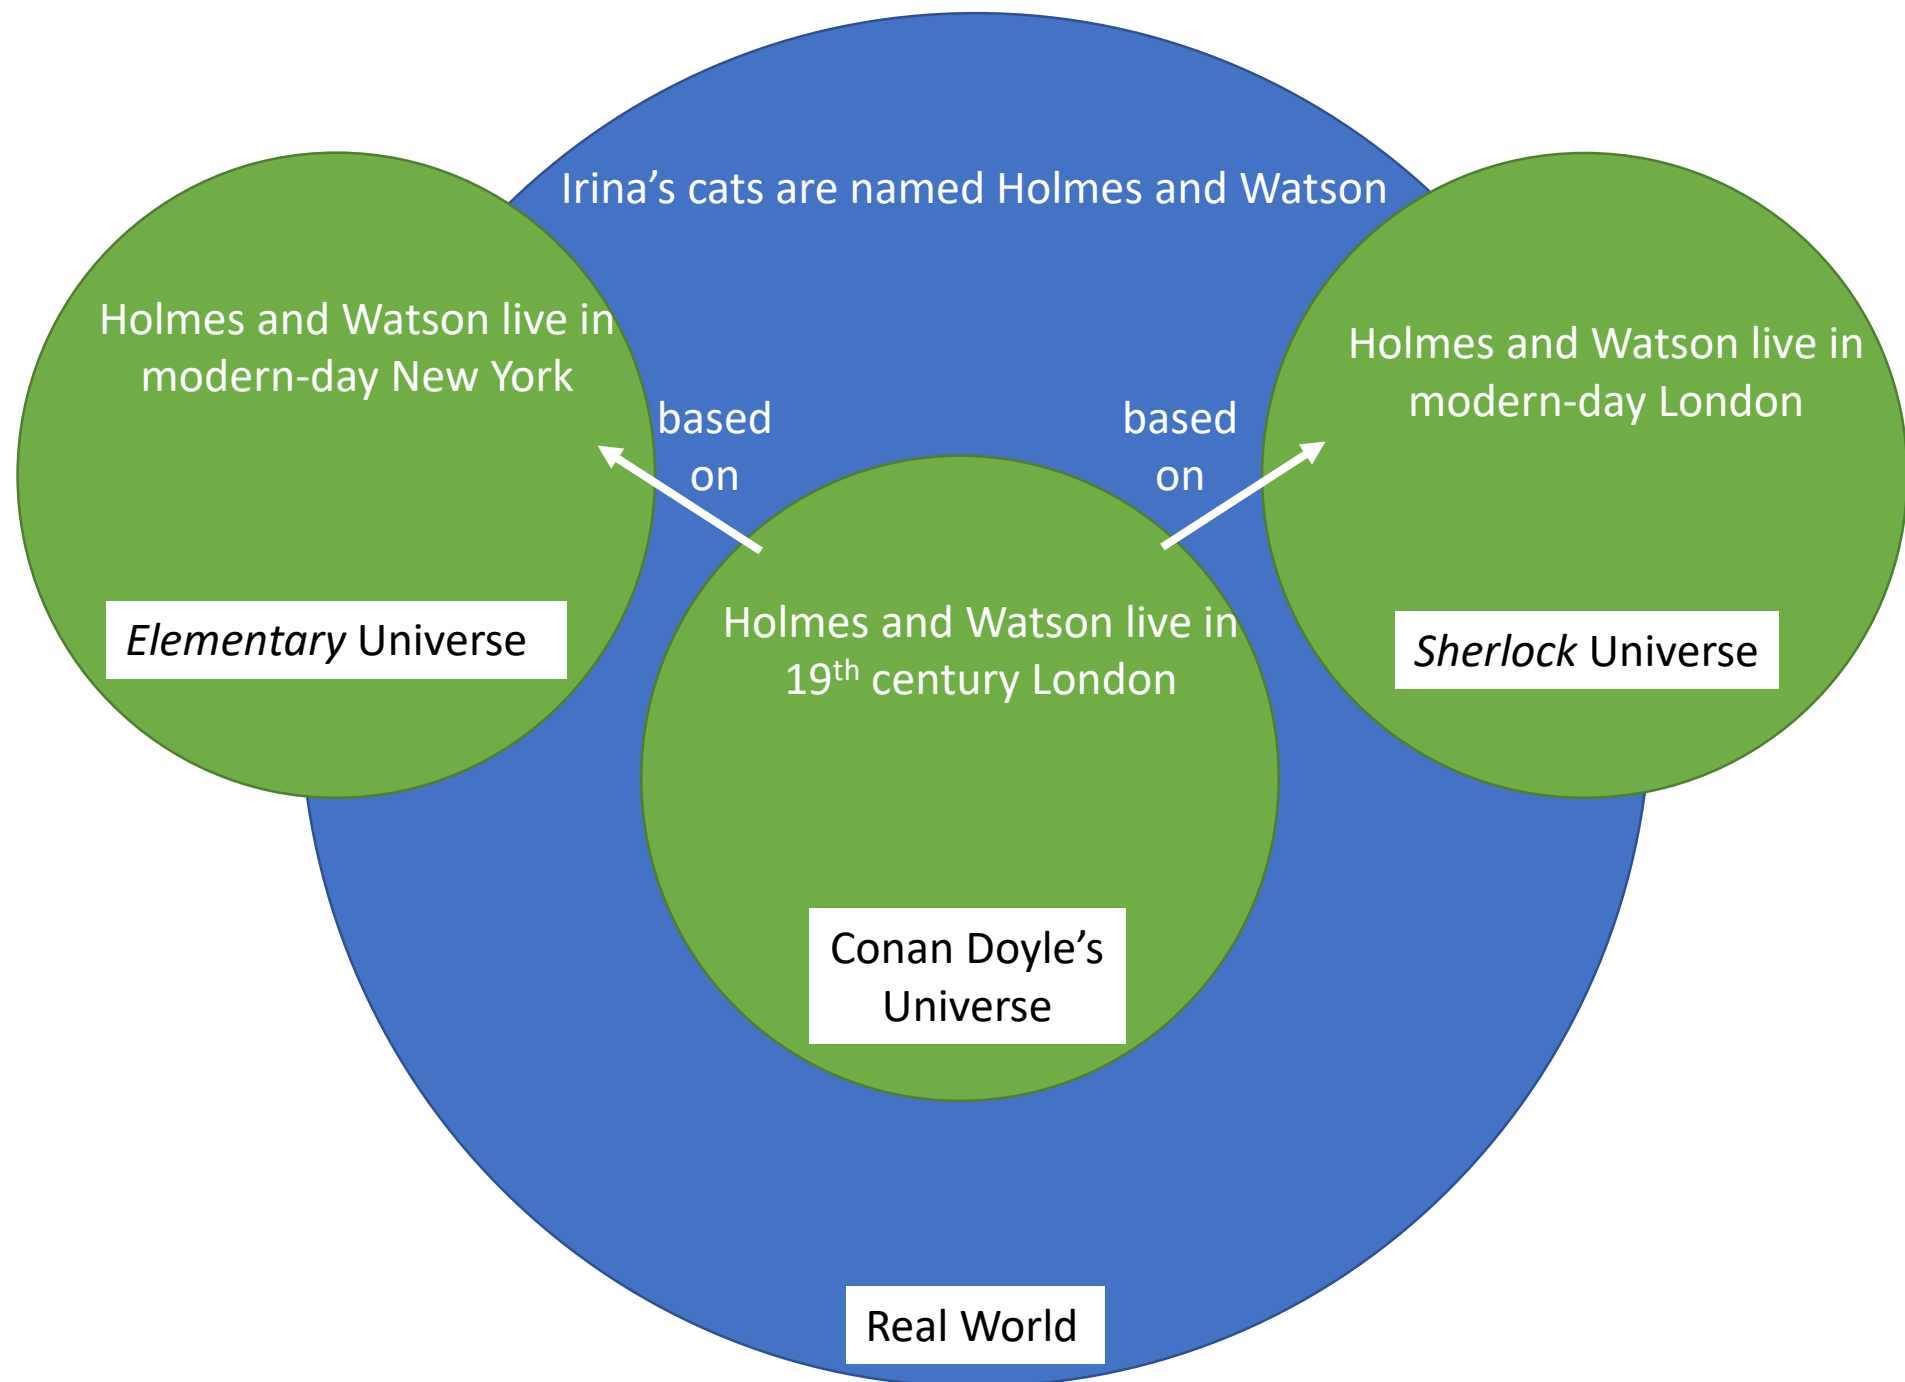 Irina’s cats are named Holmes and Watson
Holmes and Watson live in
modern-day New York
Elementary Universe
based
on
based
on
Holmes and Watson live in
modern-day London
Sherlock Universe
Holmes and Watson live in
19th century London
Conan Doyle’s
Universe
Real World